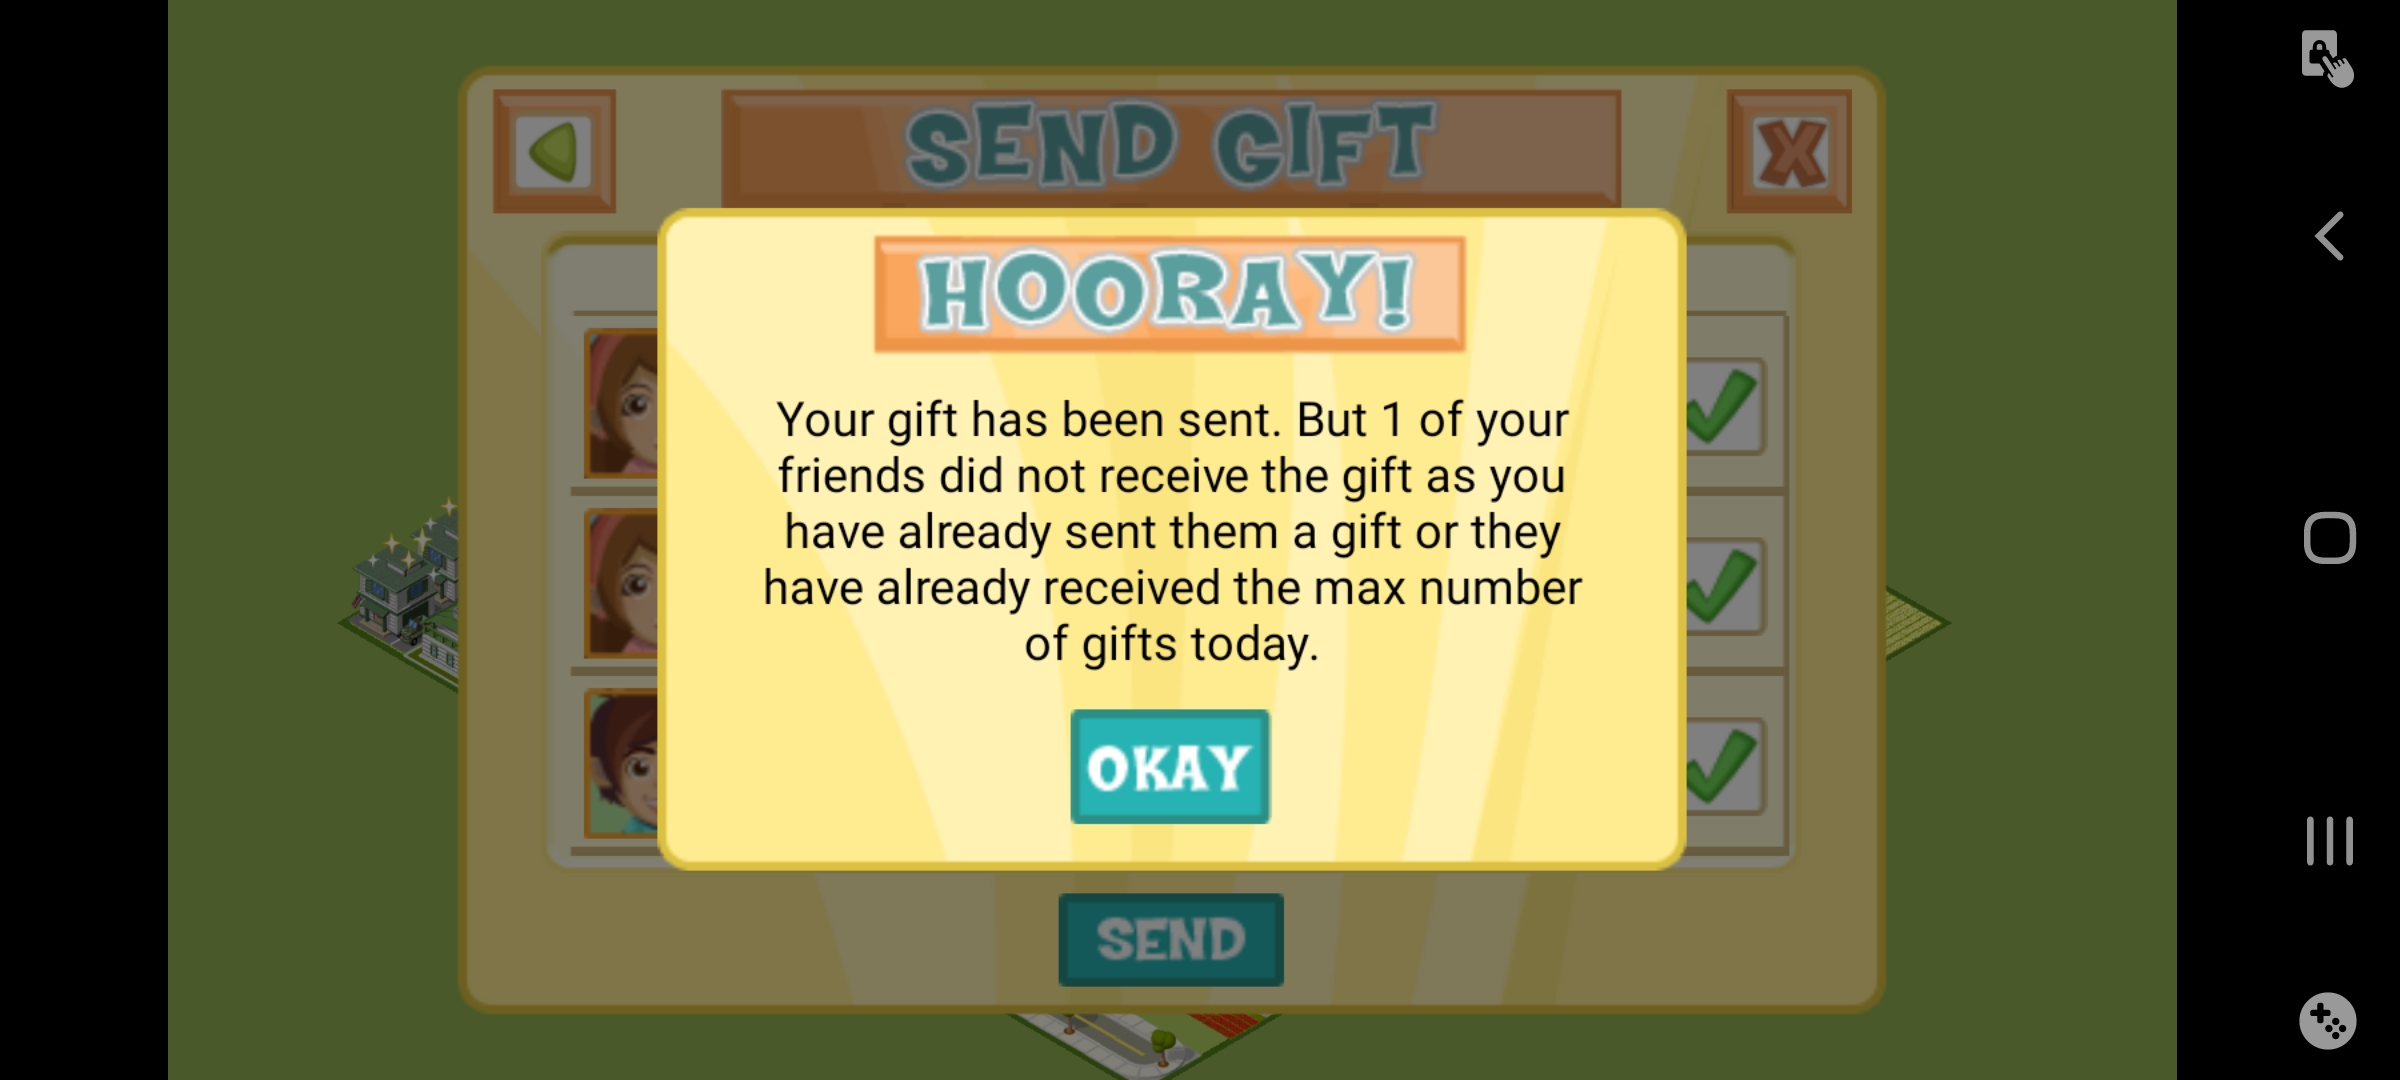 SEND GIFT
HOORAY!
Your gift has been sent. But 1 of your
friends did not receive the gift as you
have already sent them a gift or they
have already received the max number
of gifts today.
OKAY
SEND